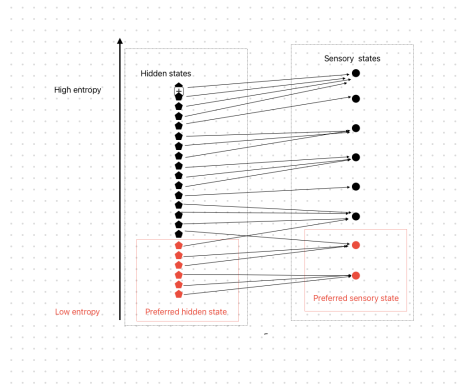 Sensory states
Hidden states
High entropy
Preferred sensory state
Low entropy
Preferred hidden state